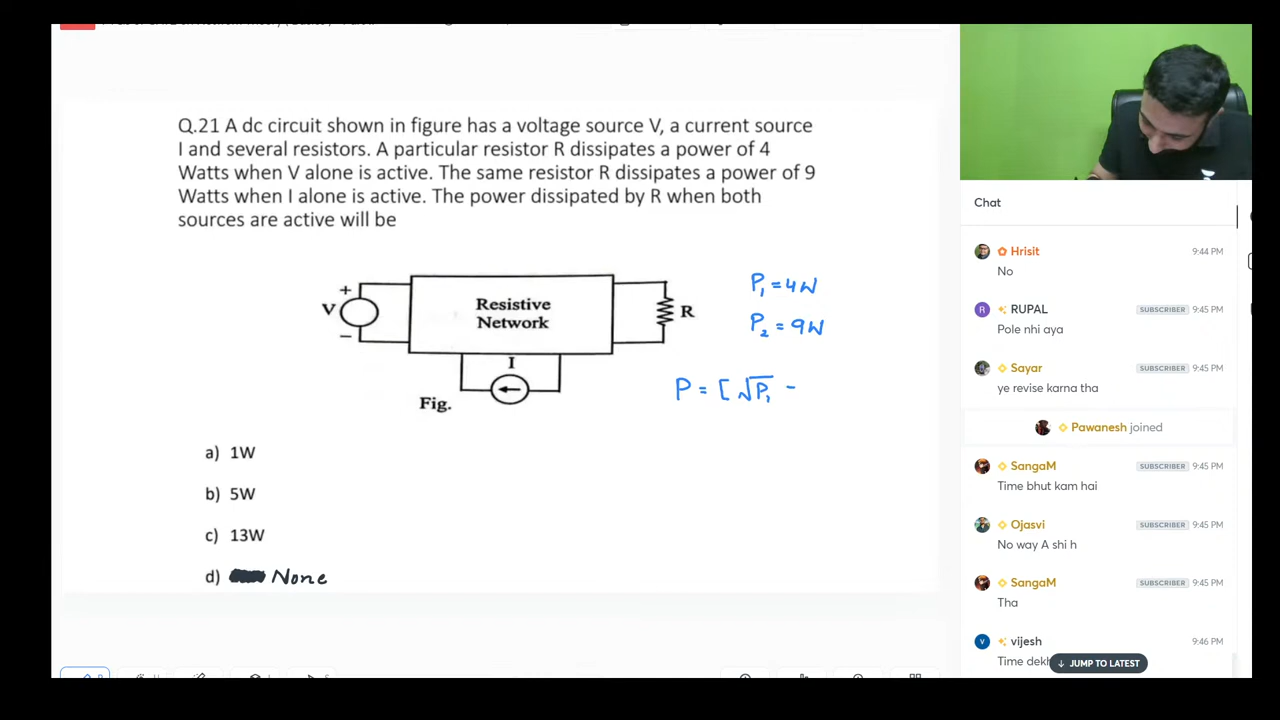 Q.21 A dc circuit shown in figure has a voltage source V, a current source
I and several resistors. A particular resistor R dissipates a power of 4
Watts when V alone is active. The same resistor R dissipates a power of 9
Watts when I alone is active. The power dissipated by R when both
sources are active will be
+
V
−
Resistive
Network
R
I
Fig.
P₁ = 4W
P₂ = 9W
P = [ √P₁ -
a) 1W
b) 5W
c) 13W
d) None
Chat
Hrisit 9:44 PM
No
R RUPAL SUBSCRIBER 9:45 PM
Pole nhi aya
Sayar SUBSCRIBER 9:45 PM
ye revise karna tha
Pawanesh joined
SangaM SUBSCRIBER 9:45 PM
Time bhut kam hai
Ojasvi SUBSCRIBER 9:45 PM
No way A shi h
SangaM SUBSCRIBER 9:45 PM
Tha
V vijesh SUBSCRIBER 9:46 PM
Time dekh
↓ JUMP TO LATEST